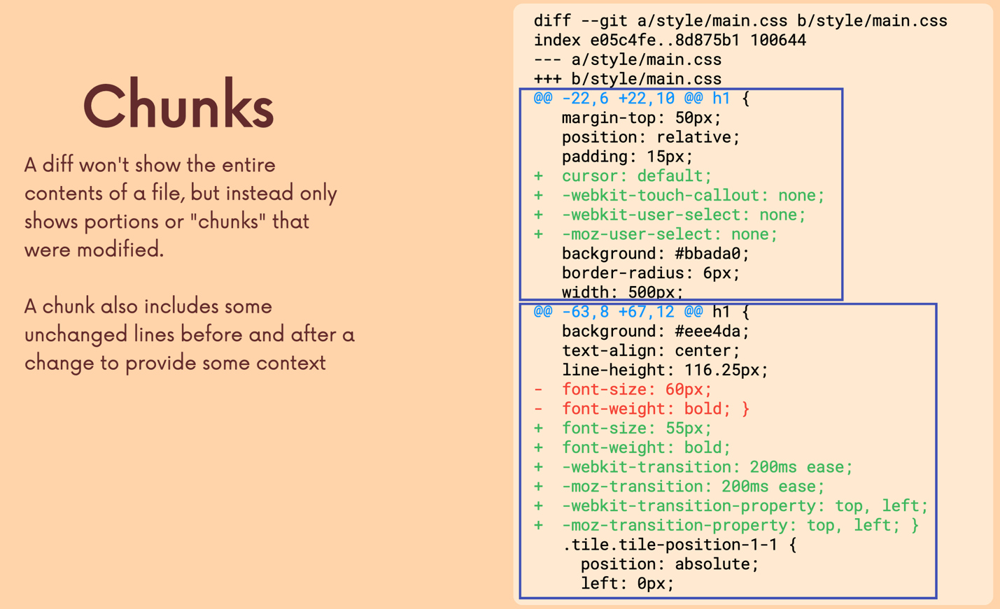 Chunks
A diff won't show the entire
contents of a file, but instead only
shows portions or "chunks" that
were modified.
A chunk also includes some
unchanged lines before and after a
change to provide some context
diff --git a/style/main.css b/style/main.css
index e05c4fe..8d875b1 100644
--- a/style/main.css
+++ b/style/main.css
@@ -22,6 +22,10 @@ h1 {
   margin-top: 50px;
   position: relative;
   padding: 15px;
+  cursor: default;
+  -webkit-touch-callout: none;
+  -webkit-user-select: none;
+  -moz-user-select: none;
   background: #bbada0;
   border-radius: 6px;
   width: 500px;
@@ -63,8 +67,12 @@ h1 {
   background: #eee4da;
   text-align: center;
   line-height: 116.25px;
-  font-size: 60px;
-  font-weight: bold; }
+  font-size: 55px;
+  font-weight: bold;
+  -webkit-transition: 200ms ease;
+  -moz-transition: 200ms ease;
+  -webkit-transition-property: top, left;
+  -moz-transition-property: top, left; }
   .tile.tile-position-1-1 {
     position: absolute;
     left: 0px;